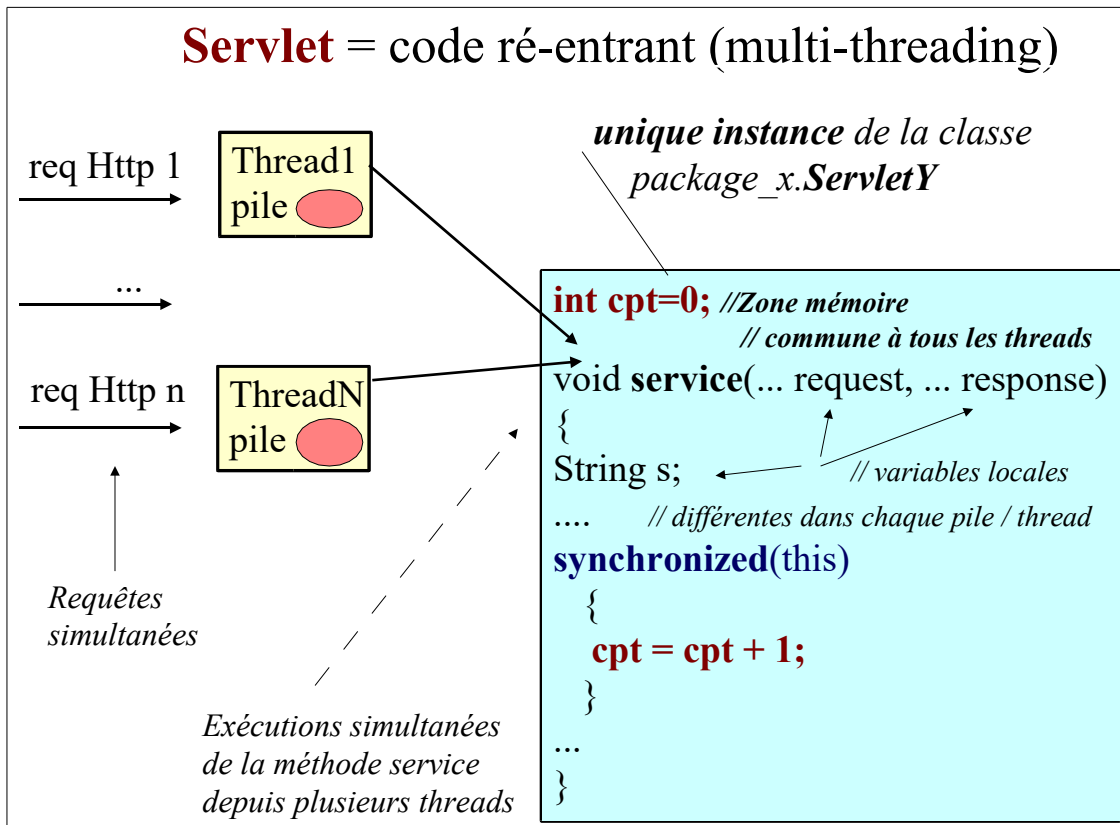 Servlet = code ré-entrant (multi-threading)
unique instance de la classe
package_x.ServletY
req Http 1
Thread1
pile
...
req Http n
ThreadN
pile
int cpt=0; //Zone mémoire
// commune à tous les threads
void service(... request, ... response)
{
String s; // variables locales
.... // différentes dans chaque pile / thread
synchronized(this)
{
cpt = cpt + 1;
}
...
}
Requêtes
simultanées
Exécutions simultanées
de la méthode service
depuis plusieurs threads